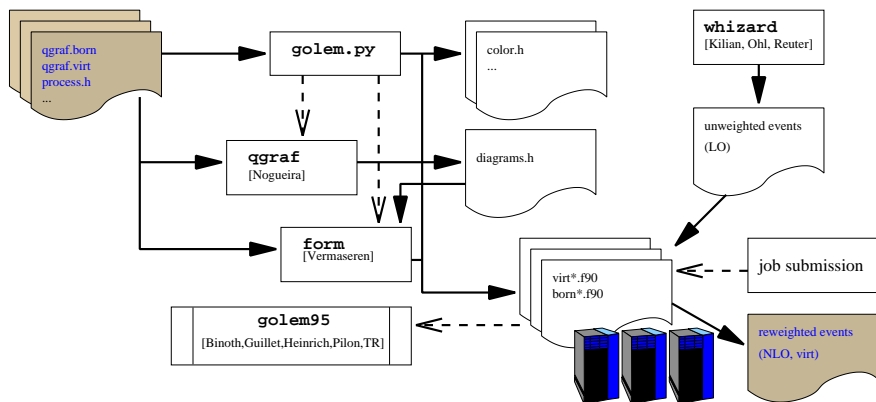 qgraf.born
qgraf.virt
process.h
...
golem.py
color.h
...
whizard
[Kilian, Ohl, Reuter]
unweighted events
(LO)
qgraf
[Nogueira]
diagrams.h
form
[Vermaseren]
virt*.f90
born*.f90
job submission
golem95
[Binoth,Guillet,Heinrich,Pilon,TR]
reweighted events
(NLO, virt)